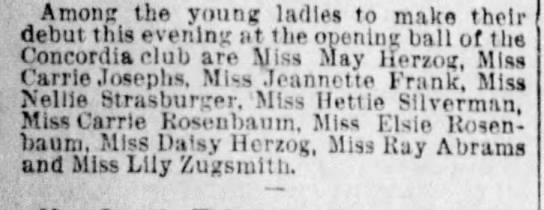 Among the young ladies to make their
debut this evening at the opening ball of the
Concordia club are Miss May Herzog, Miss
Carrie Josephs, Miss Jeannette Frank, Miss
Nellie Strasburger, Miss Hettie Silverman,
Miss Carrie Rosenbaum, Miss Elsie Rosen-
baum, Miss Daisy Herzog, Miss Ray Abrams
and Miss Lily Zugsmith.